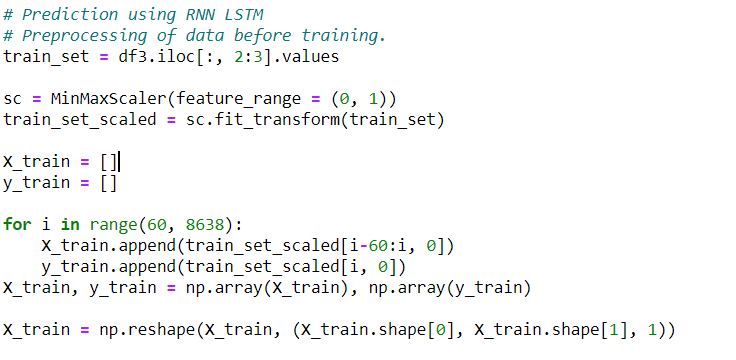 # Prediction using RNN LSTM
# Preprocessing of data before training.
train_set = df3.iloc[:, 2:3].values
sc = MinMaxScaler(feature_range = (0, 1))
train_set_scaled = sc.fit_transform(train_set)
X_train = []
y_train = []
for i in range(60, 8638):
    X_train.append(train_set_scaled[i-60:i, 0])
    y_train.append(train_set_scaled[i, 0])
X_train, y_train = np.array(X_train), np.array(y_train)
X_train = np.reshape(X_train, (X_train.shape[0], X_train.shape[1], 1))